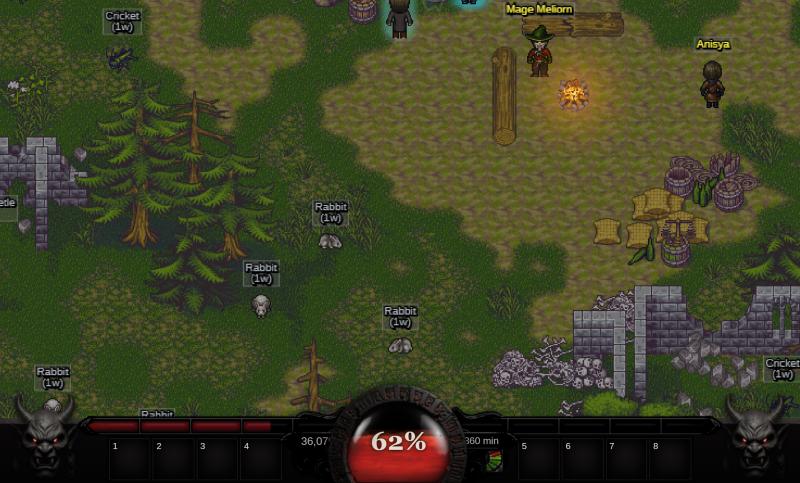 Mage Meliorn
Cricket
(1w)
Anisya
Rabbit
(1w)
Rabbit
(1w)
Rabbit
(1w)
Cricket
(1w)
Rabbit
(1w)
Rabbit
36,07
62%
360 min
1 2 3 4 5 6 7 8